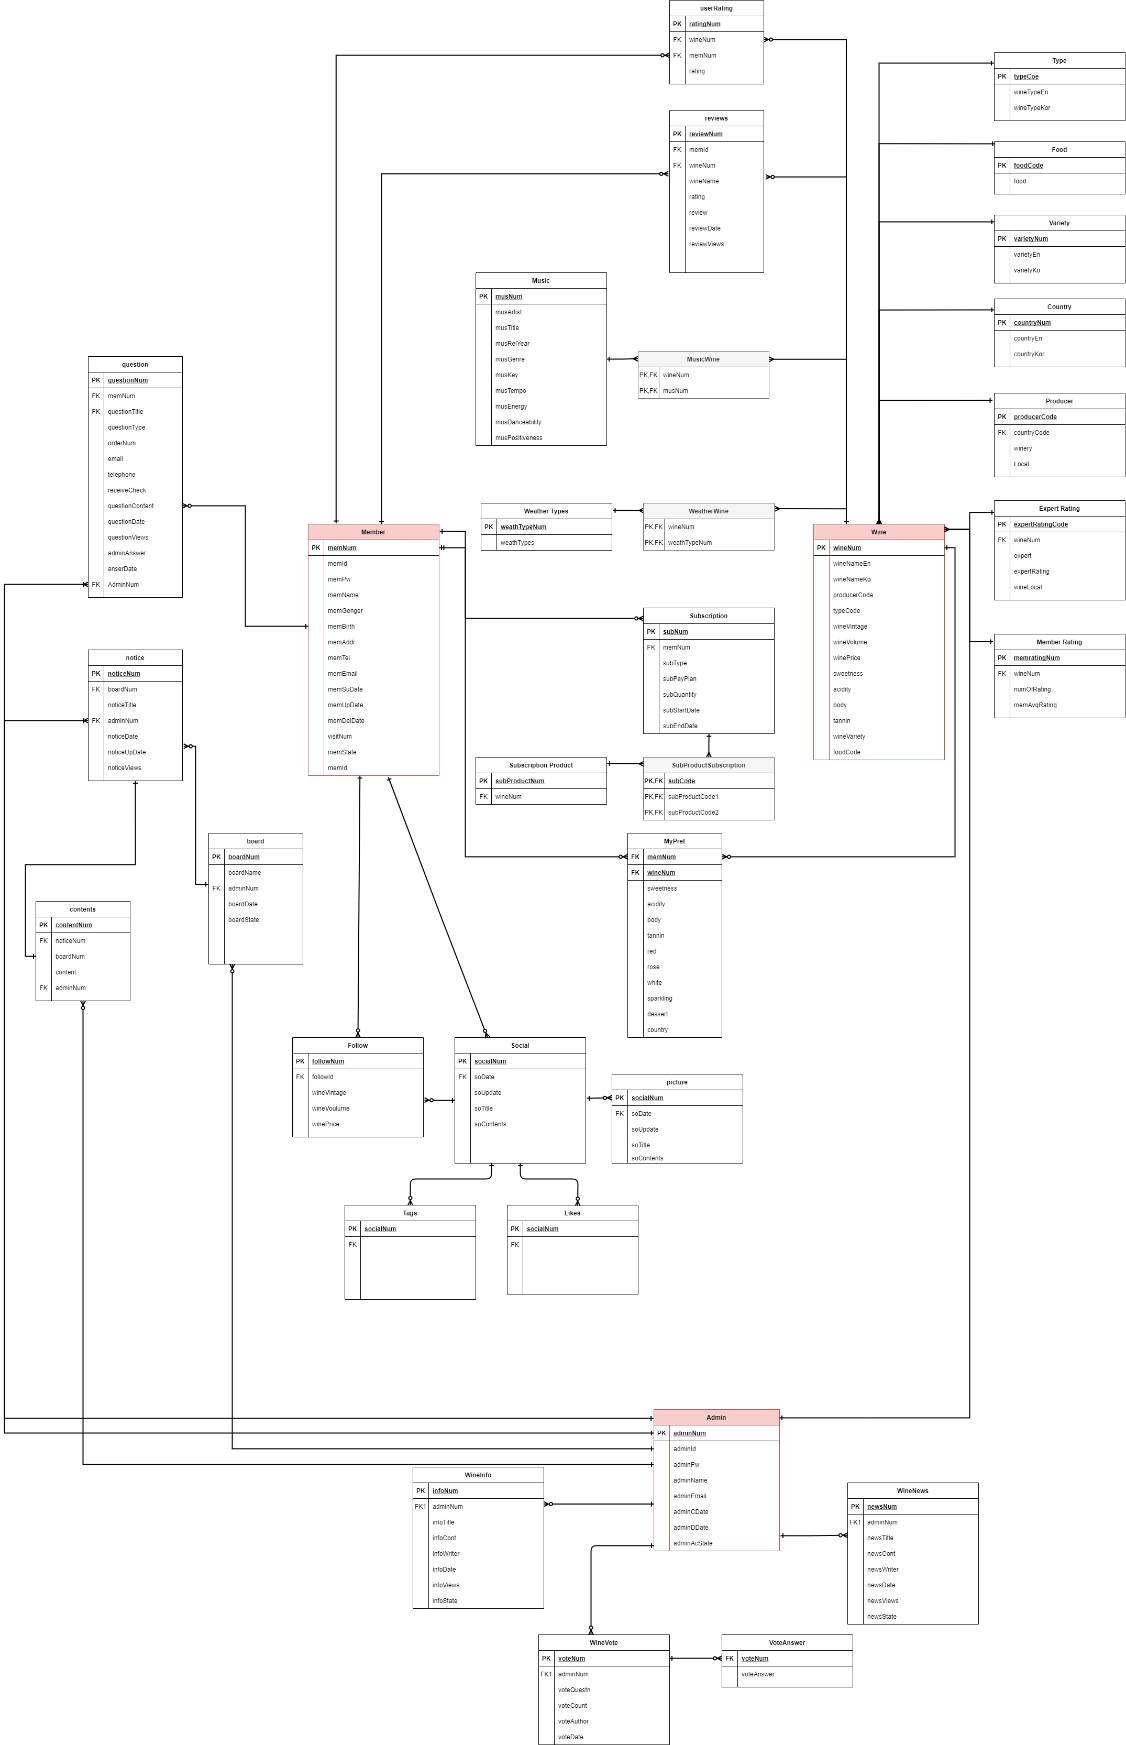 userRating
PK ratingNum
FK wineNum
FK memNum
rating
reviews
PK reviewNum
FK memId
FK wineNum
wineName
rating
review
reviewDate
reviewViews
Type
PK typeCoe
wineTypeEn
wineTypeKor
Food
PK foodCode
food
Variety
PK varietyNum
varietyEn
varietyKo
Country
PK countryNum
countryEn
countryKor
Producer
PK producerCode
FK countryCode
winery
Local
Expert Rating
PK expertRatingCode
FK wineNum
expert
expertRating
wineLocal
Member Rating
PK memratingNum
FK wineNum
numOfRating
memAvgRating
Music
PK musNum
musArtist
musTitle
musRelYear
musGenre
musKey
musTempo
musEnergy
musDanceability
musPositiveness
MusicWine
PK,FK wineNum
PK,FK musNum
Weather Types
PK weathTypeNum
weathTypes
WeatherWine
PK,FK wineNum
PK,FK weathTypeNum
question
PK questionNum
FK memNum
FK questionTitle
questionType
orderNum
email
telephone
receiveCheck
questionContent
questionDate
questionViews
adminAnswer
anserDate
FK AdminNum
Member
PK memNum
memId
memPw
memName
memGenger
memBirth
memAddr
memTel
memEmail
memSuDate
memUpDate
memDelDate
visitNum
memState
memId
Wine
PK wineNum
wineNameEn
wineNameKo
producerCode
typeCode
wineVintage
wineVolume
winePrice
sweetness
acidity
body
tannin
wineVariety
foodCode
Subscription
PK subNum
FK memNum
subType
subPayPlan
subQuantity
subStartDate
subEndDate
Subscription Product
PK subProductNum
FK wineNum
SubProductSubscription
PK,FK subCode
PK,FK subProductCode1
PK,FK subProductCode2
notice
PK noticeNum
FK boardNum
noticeTitle
FK adminNum
noticeDate
noticeUpDate
noticeViews
board
PK boardNum
boardName
FK adminNum
boardDate
boardState
contents
PK contentNum
FK noticeNum
boardNum
content
FK adminNum
MyPref
FK memNum
FK wineNum
sweetness
acidity
body
tannin
red
rose
white
sparkling
dessert
country
Follow
PK followNum
FK followId
wineVintage
wineVoulume
winePrice
Social
PK socialNum
FK soDate
soUpdate
soTitle
soContents
picture
PK socialNum
FK soDate
soUpdate
soTitle
soContents
Tags
PK socialNum
FK
Likes
PK socialNum
FK
Admin
PK adminNum
adminId
adminPw
adminName
adminEmail
adminCDate
adminDDate
adminAcState
WineInfo
PK infoNum
FK1 adminNum
infoTitle
infoCont
infoWriter
infoDate
infoViews
infoState
WineNews
PK newsNum
FK1 adminNum
newsTitle
newsCont
newsWriter
newsDate
newsViews
newsState
WineVote
PK voteNum
FK1 adminNum
voteQuestn
voteCount
voteAuthor
voteDate
VoteAnswer
FK voteNum
voteAnswer